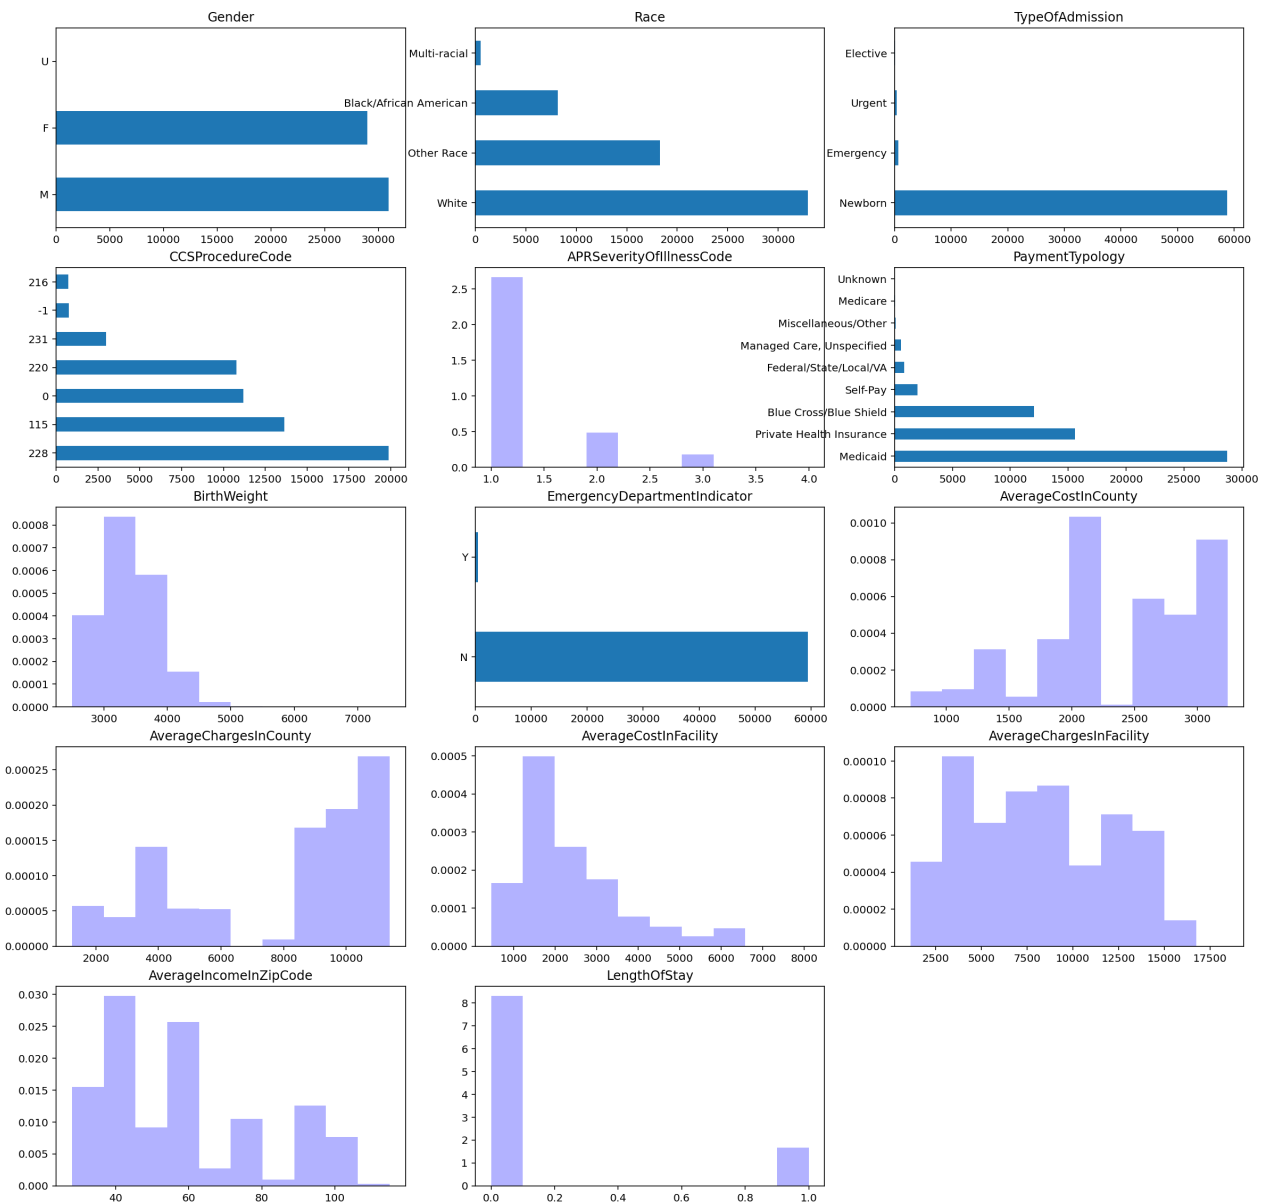 Gender
U
F
M
0 5000 10000 15000 20000 25000 30000
Race
Multi-racial
Black/African American
Other Race
White
0 5000 10000 15000 20000 25000 30000
TypeOfAdmission
Elective
Urgent
Emergency
Newborn
0 10000 20000 30000 40000 50000 60000
CCSProcedureCode
216
-1
231
220
0
115
228
0 2500 5000 7500 10000 12500 15000 17500 20000
APRSeverityOfIllnessCode
2.5
2.0
1.5
1.0
0.5
0.0
1.0 1.5 2.0 2.5 3.0 3.5 4.0
PaymentTypology
Unknown
Medicare
Miscellaneous/Other
Managed Care, Unspecified
Federal/State/Local/VA
Self-Pay
Blue Cross/Blue Shield
Private Health Insurance
Medicaid
0 5000 10000 15000 20000 25000 30000
BirthWeight
0.0008
0.0007
0.0006
0.0005
0.0004
0.0003
0.0002
0.0001
0.0000
3000 4000 5000 6000 7000
EmergencyDepartmentIndicator
Y
N
0 10000 20000 30000 40000 50000 60000
AverageCostInCounty
0.0010
0.0008
0.0006
0.0004
0.0002
0.0000
1000 1500 2000 2500 3000
AverageChargesInCounty
0.00025
0.00020
0.00015
0.00010
0.00005
0.00000
2000 4000 6000 8000 10000
AverageCostInFacility
0.0005
0.0004
0.0003
0.0002
0.0001
0.0000
1000 2000 3000 4000 5000 6000 7000 8000
AverageChargesInFacility
0.00010
0.00008
0.00006
0.00004
0.00002
0.00000
2500 5000 7500 10000 12500 15000 17500
AverageIncomeInZipCode
0.030
0.025
0.020
0.015
0.010
0.005
0.000
40 60 80 100
LengthOfStay
8
7
6
5
4
3
2
1
0
0.0 0.2 0.4 0.6 0.8 1.0